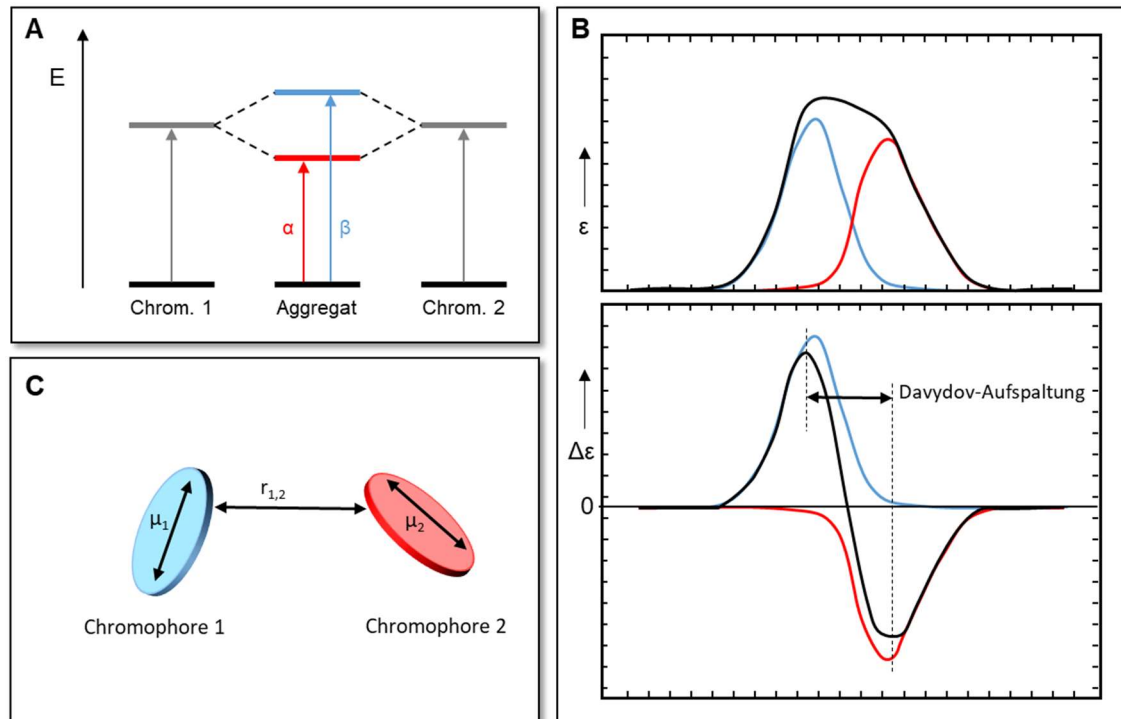 A
E
α
β
Chrom. 1
Aggregat
Chrom. 2
B
ε
Davydov-Aufspaltung
Δε
0
C
r1,2
μ1
μ2
Chromophore 1
Chromophore 2